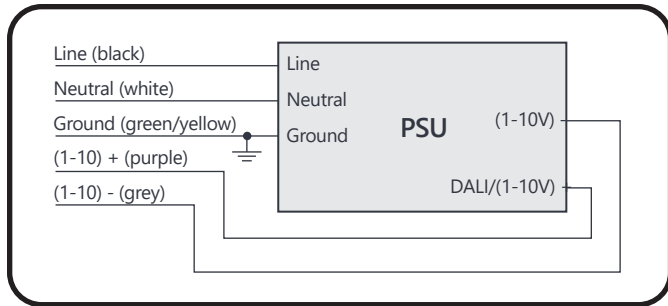 Line (black)
Neutral (white)
Ground (green/yellow)
(1-10) + (purple)
(1-10) - (grey)
Line
Neutral
Ground
PSU
(1-10V)
DALI/(1-10V)